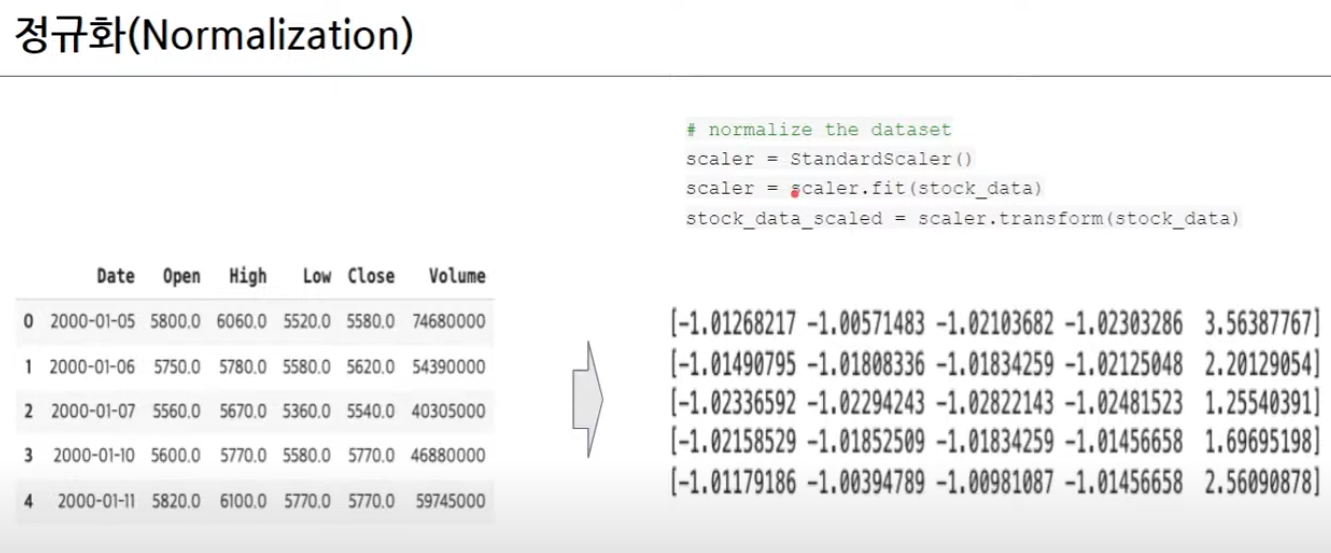 정규화(Normalization)
# normalize the dataset
scaler = StandardScaler()
scaler = scaler.fit(stock_data)
stock_data_scaled = scaler.transform(stock_data)
Date Open High Low Close Volume
0 2000-01-05 5800.0 6060.0 5520.0 5580.0 74680000
1 2000-01-06 5750.0 5780.0 5580.0 5620.0 54390000
2 2000-01-07 5560.0 5670.0 5360.0 5540.0 40305000
3 2000-01-10 5600.0 5770.0 5580.0 5770.0 46880000
4 2000-01-11 5820.0 6100.0 5770.0 5770.0 59745000
[-1.01268217 -1.00571483 -1.02103682 -1.02303286 3.56387767]
[-1.01490795 -1.01808336 -1.01834259 -1.02125048 2.20129054]
[-1.02336592 -1.02294243 -1.02822143 -1.02481523 1.25540391]
[-1.02158529 -1.01852509 -1.01834259 -1.01456658 1.69695198]
[-1.01179186 -1.00394789 -1.00981087 -1.01456658 2.56090878]